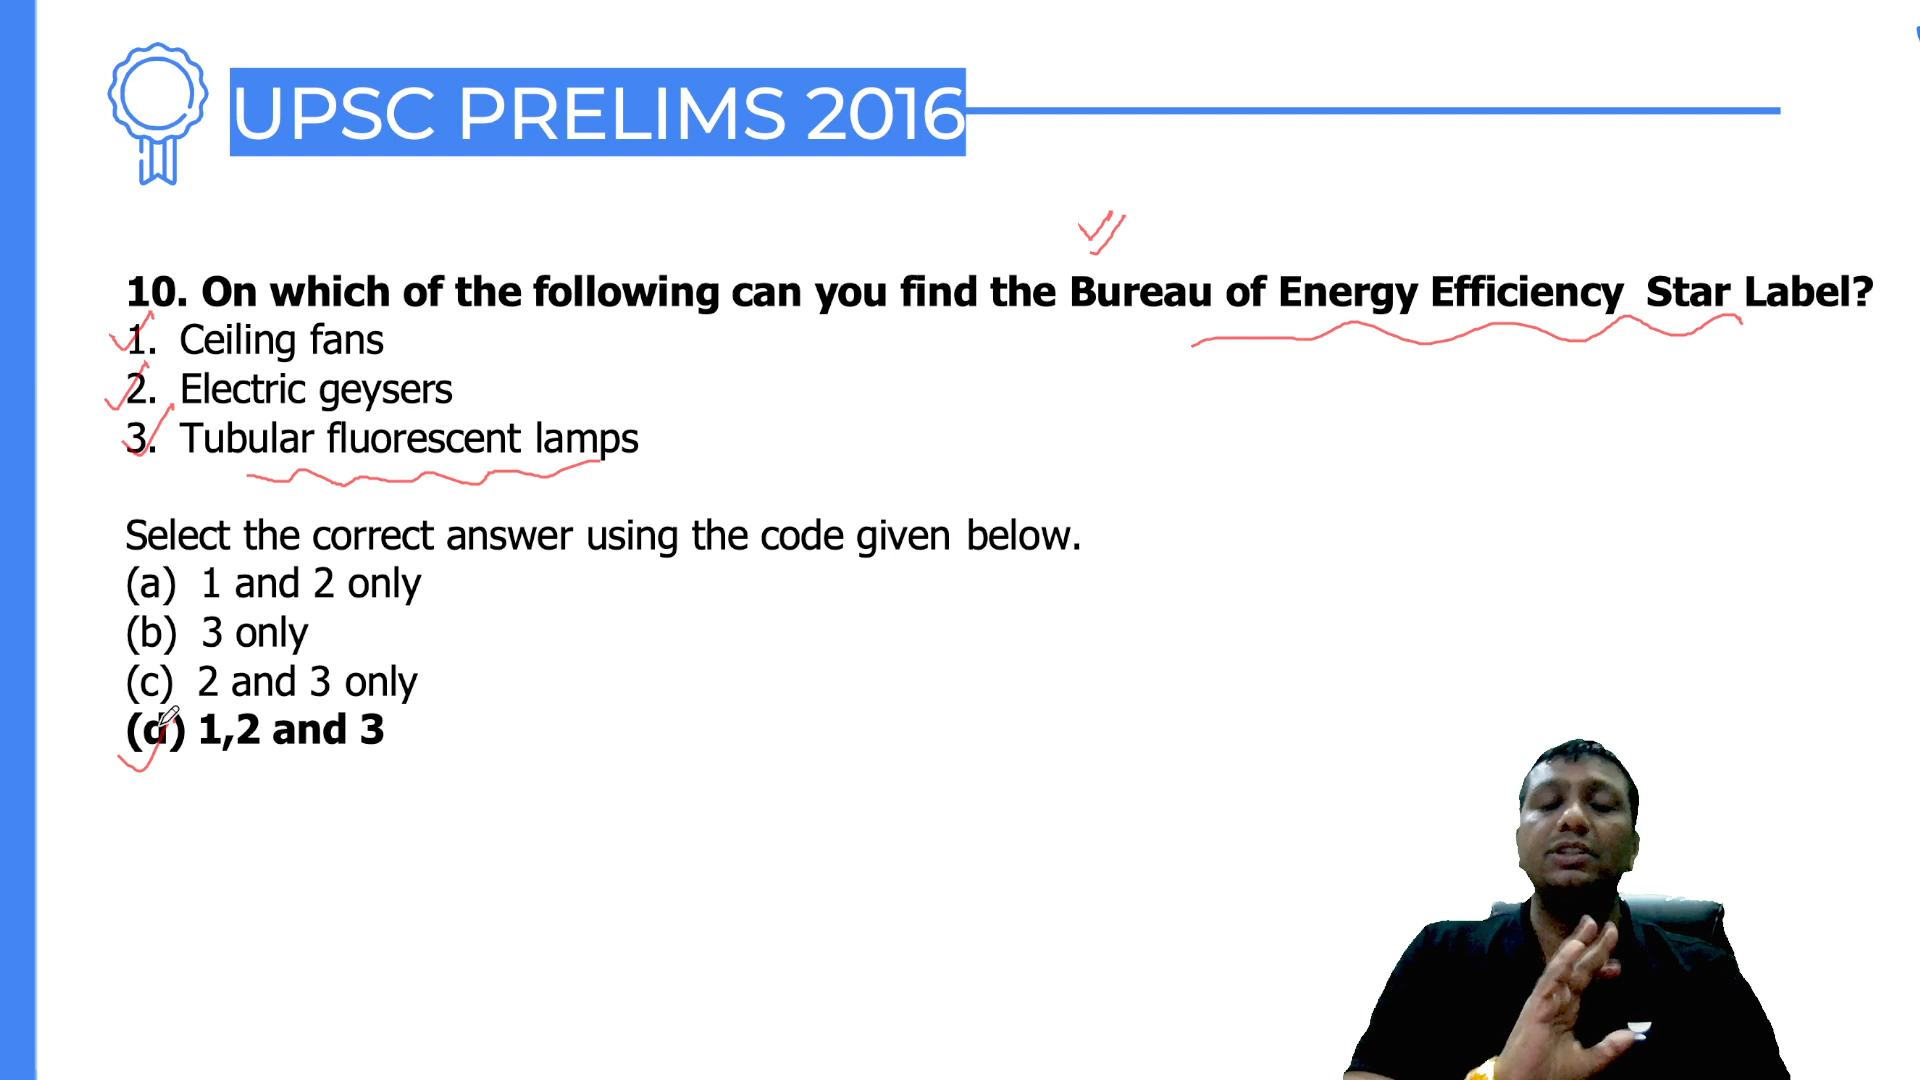 UPSC PRELIMS 2016
10. On which of the following can you find the Bureau of Energy Efficiency Star Label?
1. Ceiling fans
2. Electric geysers
3. Tubular fluorescent lamps
Select the correct answer using the code given below.
(a) 1 and 2 only
(b) 3 only
(c) 2 and 3 only
(d) 1,2 and 3